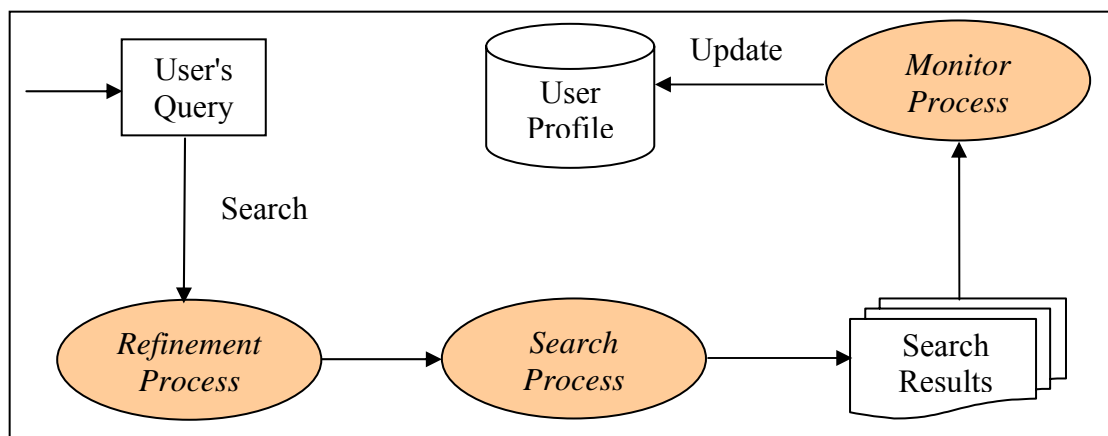 User's
Query
User
Profile
Update
Monitor
Process
Search
Refinement
Process
Search
Process
Search
Results